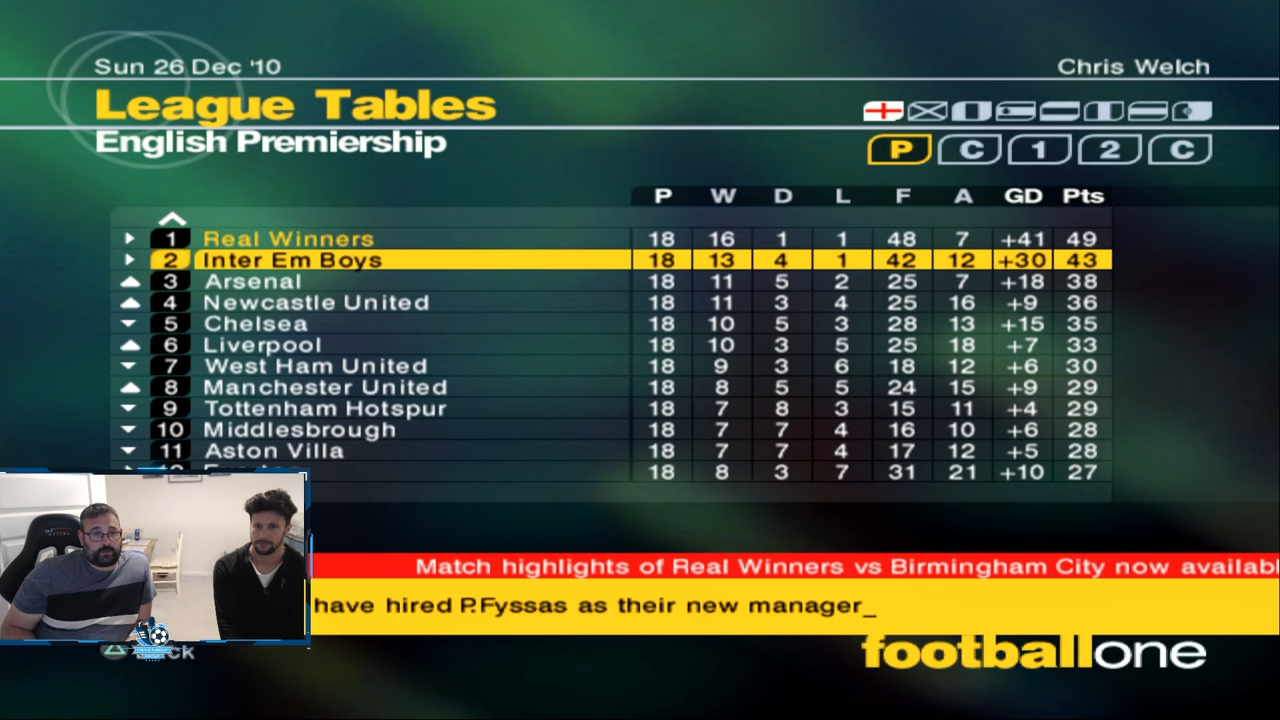 Sun 26 Dec '10
Chris Welch
League Tables
English Premiership
P C 1 2 C
P W D L F A GD Pts
1 Real Winners 18 16 1 1 48 7 +41 49
2 Inter Em Boys 18 13 4 1 42 12 +30 43
3 Arsenal 18 11 5 2 25 7 +18 38
4 Newcastle United 18 11 3 4 25 16 +9 36
5 Chelsea 18 10 5 3 28 13 +15 35
6 Liverpool 18 10 3 5 25 18 +7 33
7 West Ham United 18 9 3 6 18 12 +6 30
8 Manchester United 18 8 5 5 24 15 +9 29
9 Tottenham Hotspur 18 7 8 3 15 11 +4 29
10 Middlesbrough 18 7 7 4 16 10 +6 28
11 Aston Villa 18 7 7 4 17 12 +5 28
18 8 3 7 31 21 +10 27
Match highlights of Real Winners vs Birmingham City now availabl
have hired P.Fyssas as their new manager_
footballone